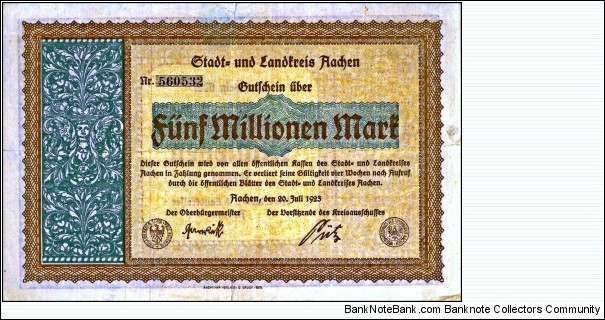 Stadt- und Landkreis Aachen
Nr. 560532
Gutschein über
Fünf Millionen Mark
Dieser Gutschein wird von allen öffentlichen Kassen des Stadt- und Landkreises
Aachen in Zahlung genommen. Er verliert seine Gültigkeit vier Wochen nach Aufruf
durch die öffentlichen Blätter des Stadt- und Landkreises Aachen.
Aachen, den 20. Juli 1923
Der Oberbürgermeister Der Vorsitzende des Kreisausschusses
BankNoteBank.com - Banknote Collectors Community